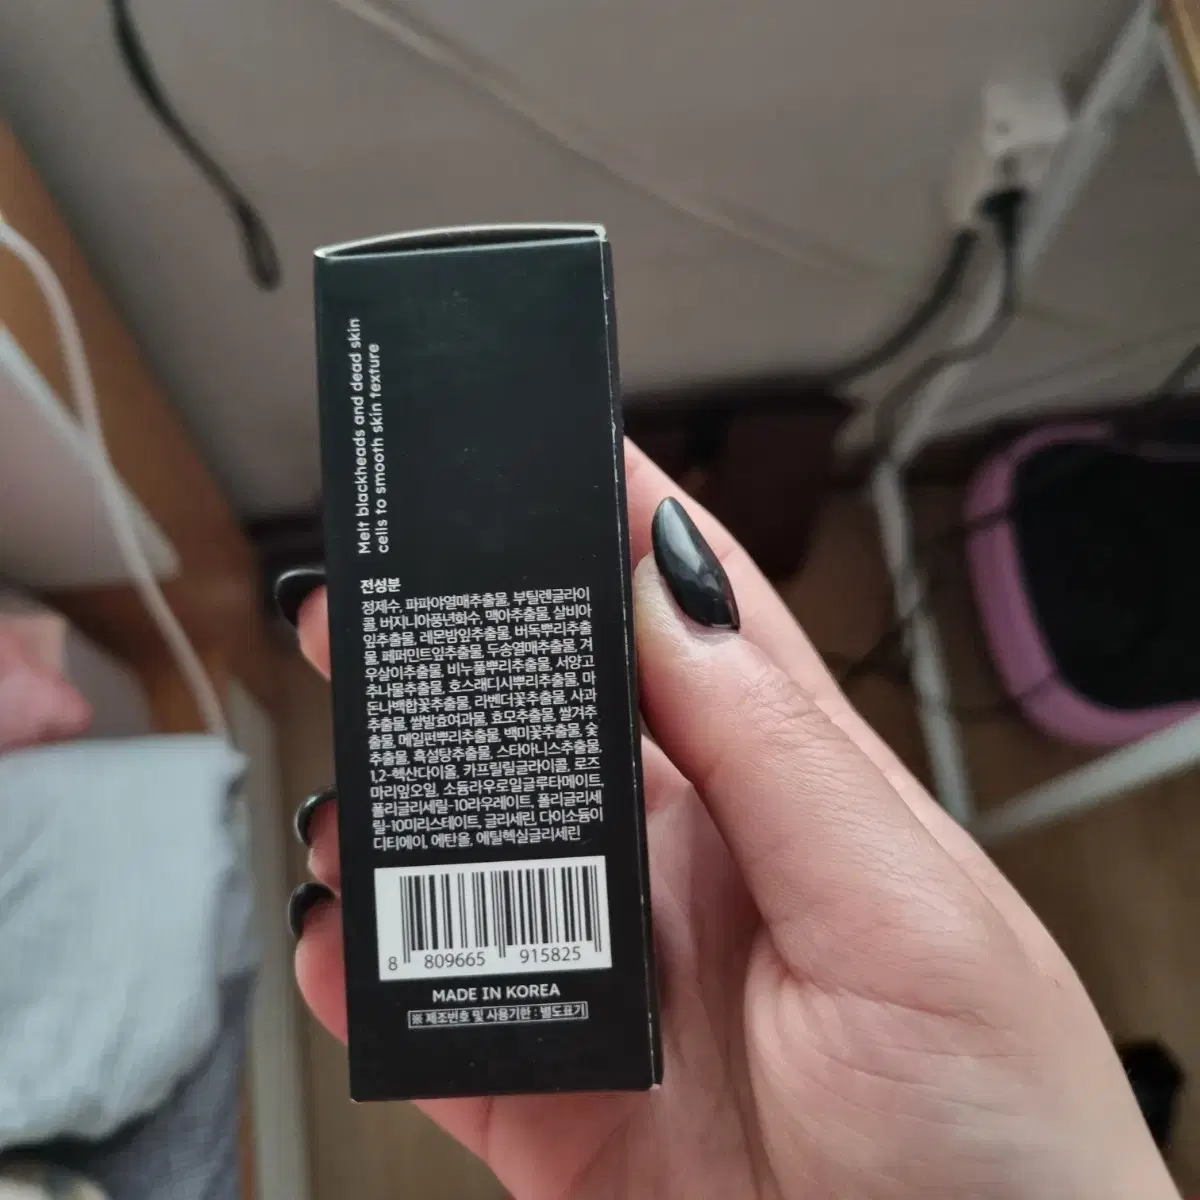 Melt blackheads and dead skin
cells to smooth skin texture
전성분
정제수, 파파야열매추출물, 부틸렌글라이
콜, 버지니아풍년화수, 맥아추출물, 살비아
잎추출물, 레몬밤잎추출물, 버독뿌리추출
물, 페퍼민트잎추출물, 두송열매추출물, 겨
우살이추출물, 비누풀뿌리추출물, 서양고
추나물추출물, 호스래디시뿌리추출물, 마
돈나백합꽃추출물, 라벤더꽃추출물, 사과
추출물, 쌀발효여과물, 효모추출물, 쌀겨추
출물, 메일펀뿌리추출물, 백미꽃추출물, 숯
추출물, 흑설탕추출물, 스타아니스추출물,
1,2-헥산다이올, 카프릴릴글라이콜, 로즈
마리잎오일, 소듐라우로일글루타메이트,
폴리글리세릴-10라우레이트, 폴리글리세
릴-10미리스테이트, 글리세린, 다이소듐이
디티에이, 에탄올, 에틸헥실글리세린
8 809665 915825
MADE IN KOREA
※ 제조번호 및 사용기한 : 별도표기